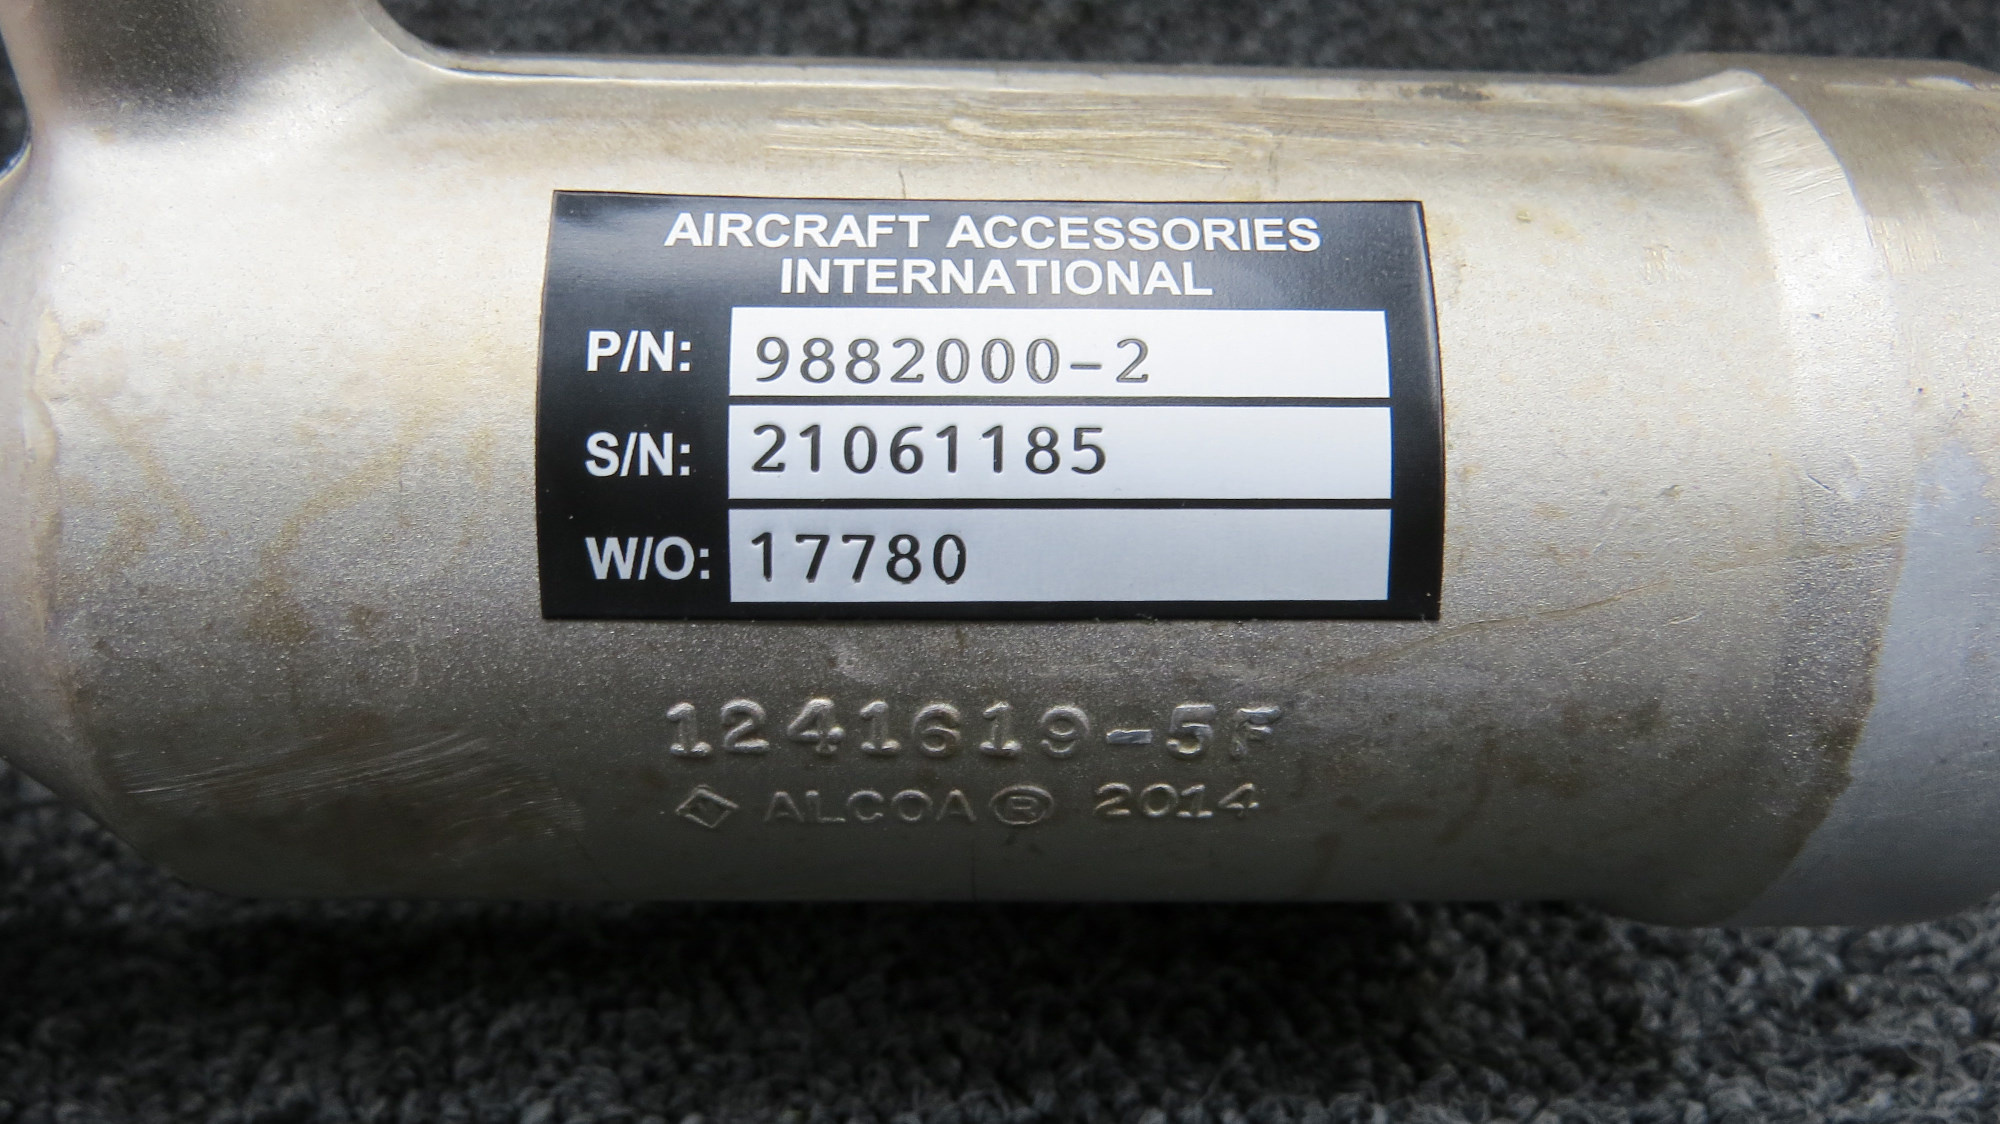 AIRCRAFT ACCESSORIES
INTERNATIONAL
P/N: 9882000-2
S/N: 21061185
W/O: 17780
1241619-5F
ALCOA ® 2014